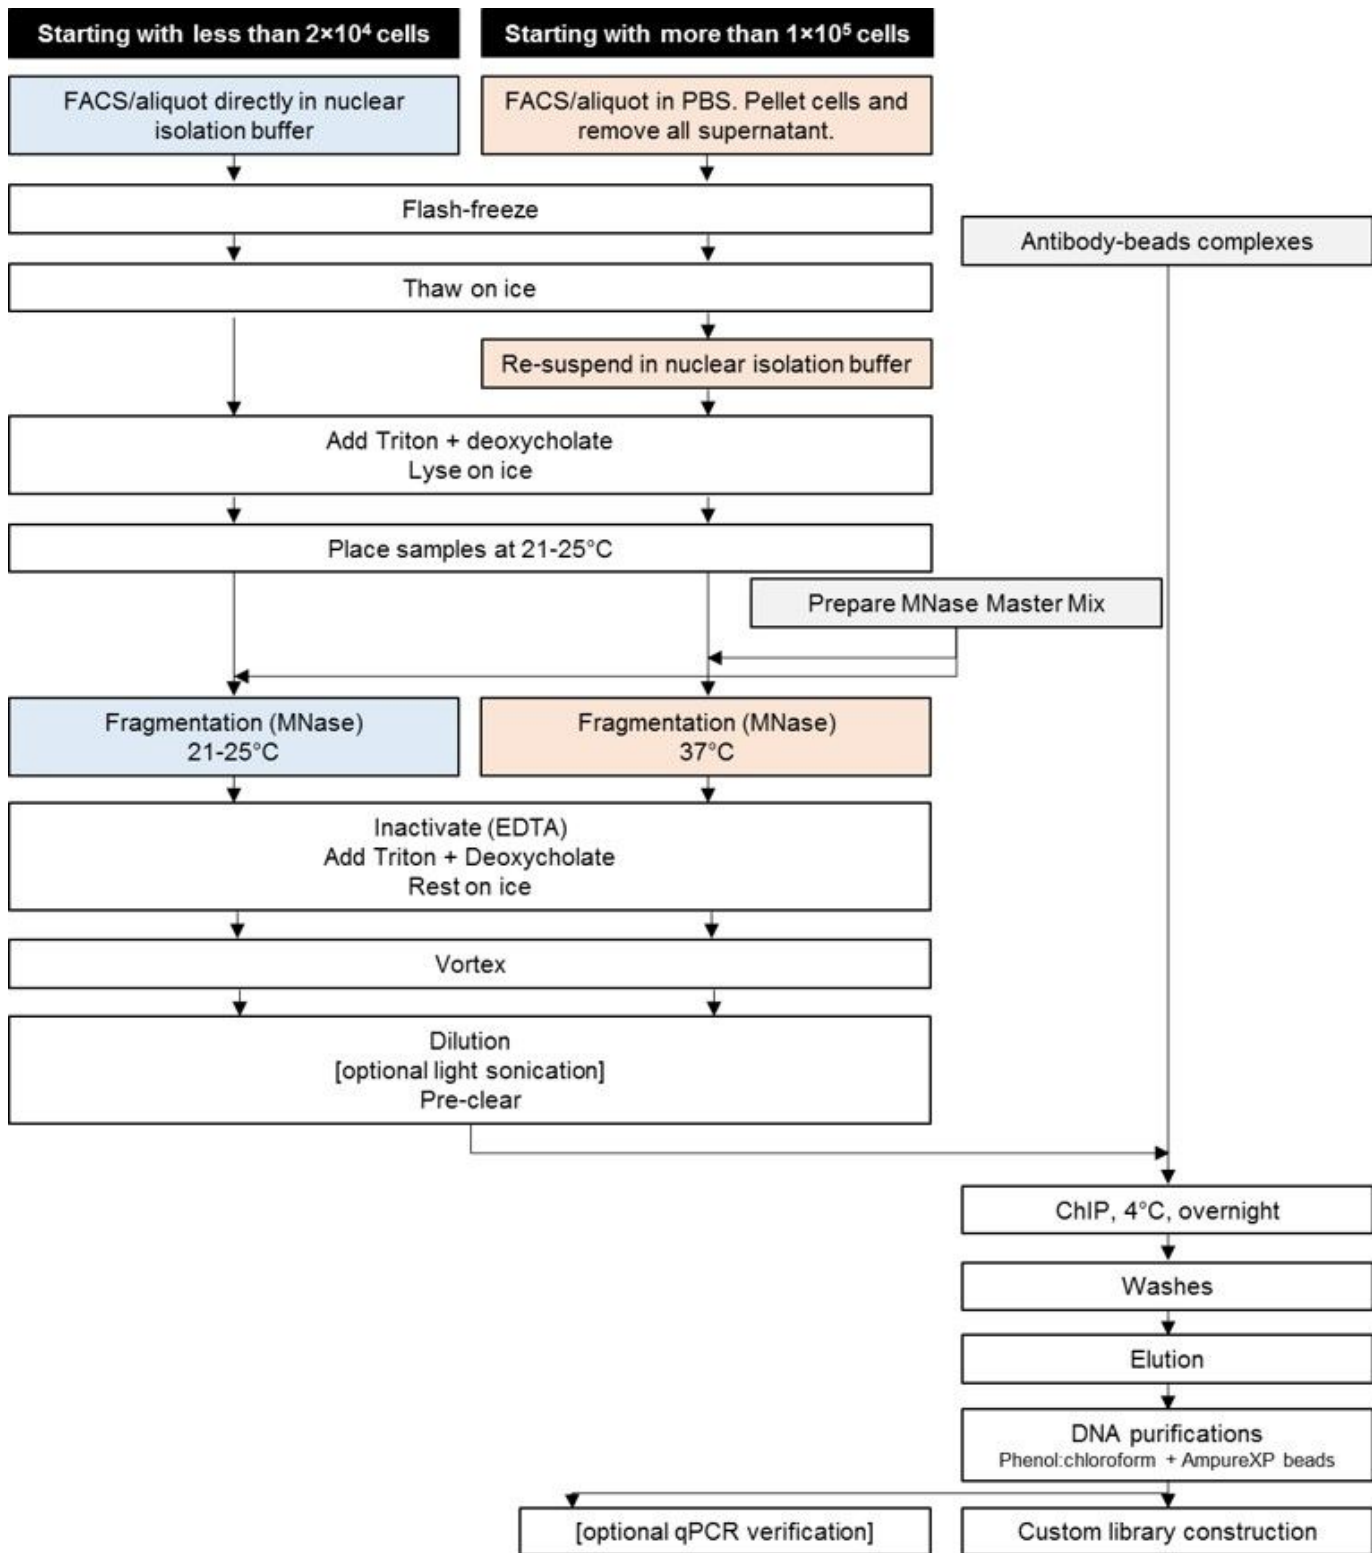 Starting with less than 2×10⁴ cells
Starting with more than 1×10⁵ cells
FACS/aliquot directly in nuclear
isolation buffer
FACS/aliquot in PBS. Pellet cells and
remove all supernatant.
Flash-freeze
Antibody-beads complexes
Thaw on ice
Re-suspend in nuclear isolation buffer
Add Triton + deoxycholate
Lyse on ice
Place samples at 21-25°C
Prepare MNase Master Mix
Fragmentation (MNase)
21-25°C
Fragmentation (MNase)
37°C
Inactivate (EDTA)
Add Triton + Deoxycholate
Rest on ice
Vortex
Dilution
[optional light sonication]
Pre-clear
ChIP, 4°C, overnight
Washes
Elution
DNA purifications
Phenol:chloroform + AmpureXP beads
[optional qPCR verification]
Custom library construction